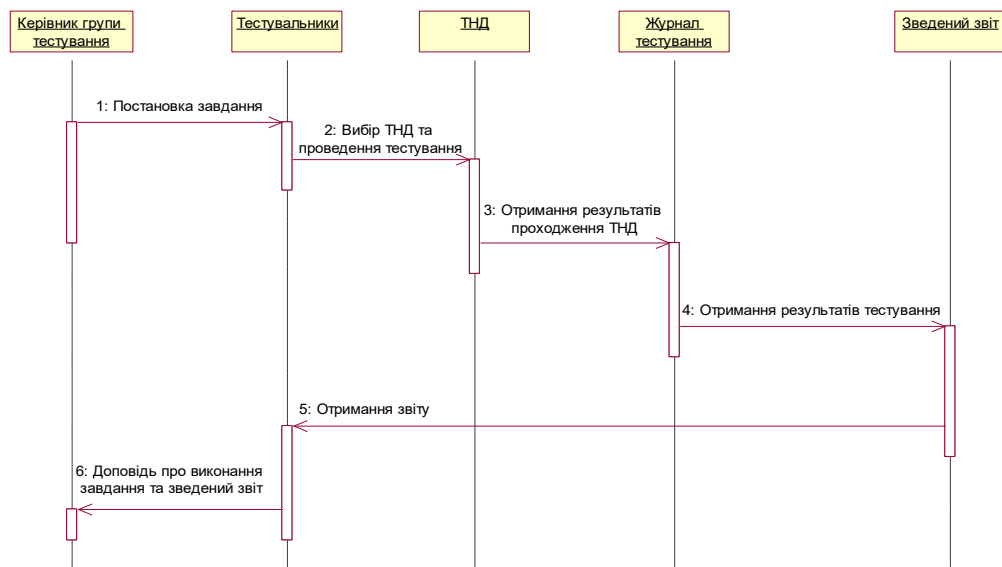 Керівник групи
тестування
Тестувальники
ТНД
Журнал
тестування
Зведений звіт
1: Постановка завдання
2: Вибір ТНД та
проведення тестування
3: Отримання результатів
проходження ТНД
4: Отримання результатів тестування
5: Отримання звіту
6: Доповідь про виконання
завдання та зведений звіт